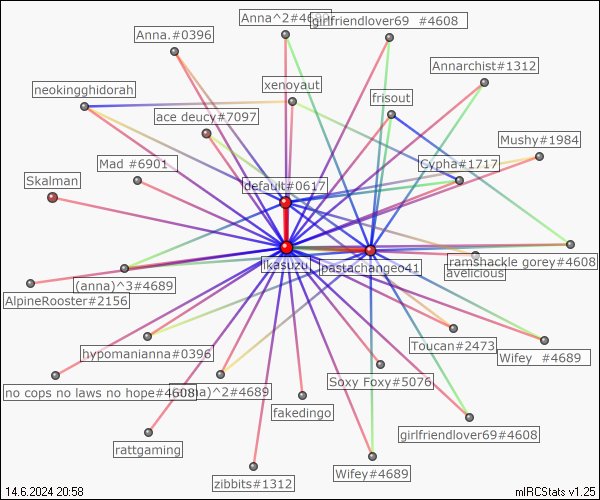 Anna^2#4689
girlfriendlover69 #4608
Anna.#0396
Annarchist#1312
neokingghidorah
xenoyaut
frisout
ace deucy#7097
Mushy#1984
Mad #6901
Cypha#1717
Skalman
default#0617
Ikasuzu
pastachangeo41
ramshackle gorey#4608
avelicious
(anna)^3#4689
AlpineRooster#2156
hypomanianna#0396
Toucan#2473
Wifey #4689
no cops no laws no hope#4608
^2#4689
Soxy Foxy#5076
fakedingo
girlfriendlover69#4608
rattgaming
zibbits#1312
Wifey#4689
14.6.2024 20:58
mIRCStats v1.25